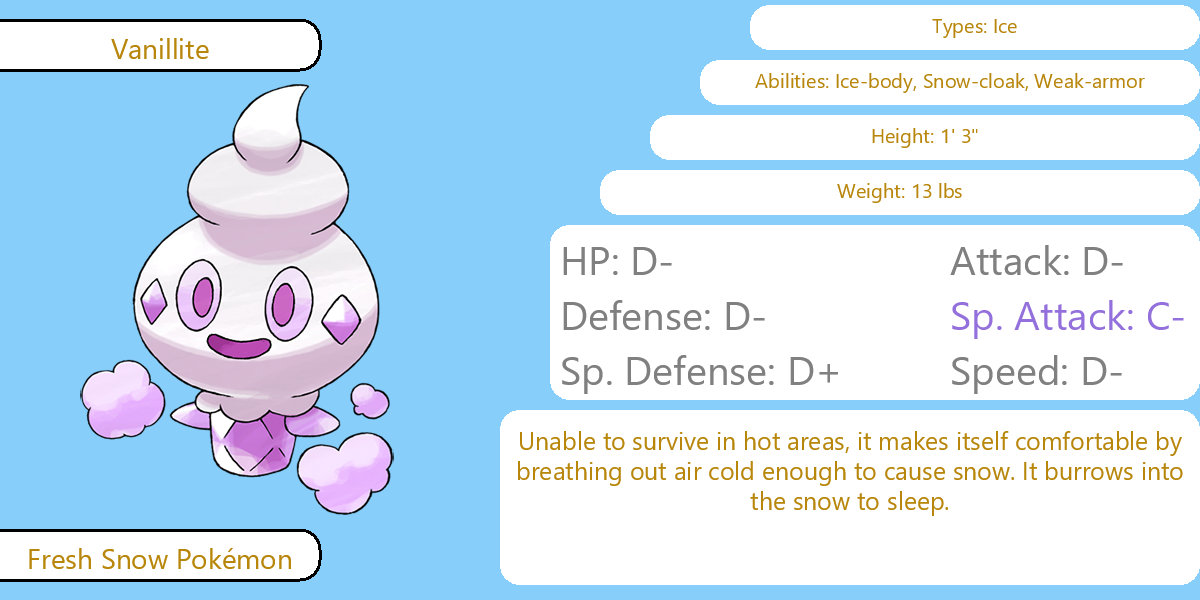 Vanillite
Types: Ice
Abilities: Ice-body, Snow-cloak, Weak-armor
Height: 1' 3"
Weight: 13 lbs
HP: D-
Attack: D-
Defense: D-
Sp. Attack: C-
Sp. Defense: D+
Speed: D-
Unable to survive in hot areas, it makes itself comfortable by
breathing out air cold enough to cause snow. It burrows into
the snow to sleep.
Fresh Snow Pokémon